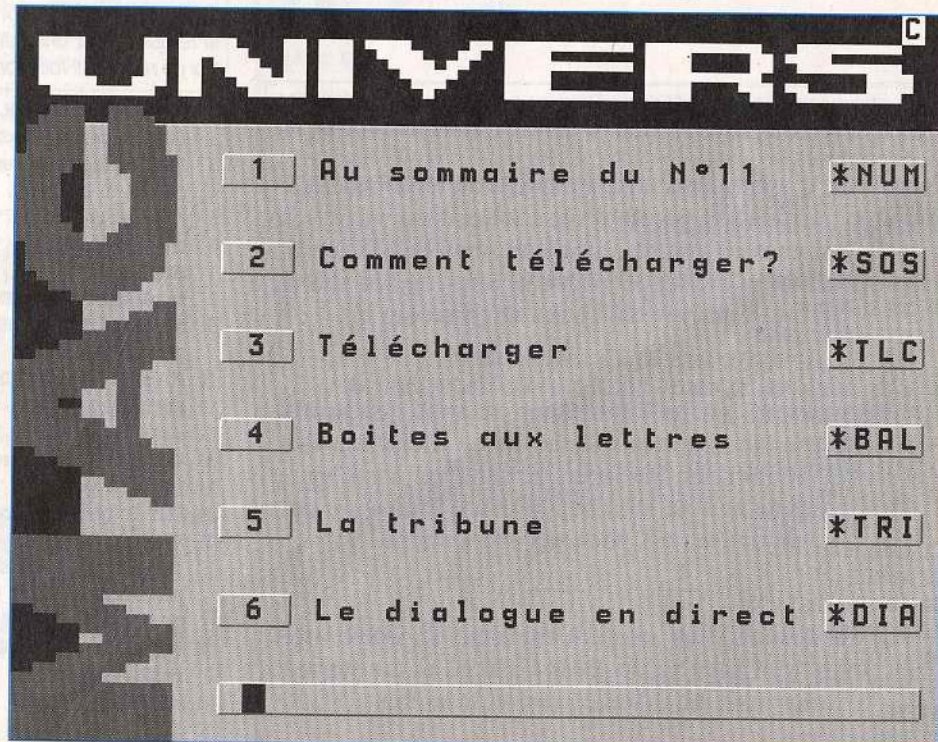 C
UNIVERS
1 Au sommaire du N°11 *NUM
2 Comment télécharger? *SOS
3 Télécharger *TLC
4 Boites aux lettres *BAL
5 La tribune *TRI
6 Le dialogue en direct *DIA